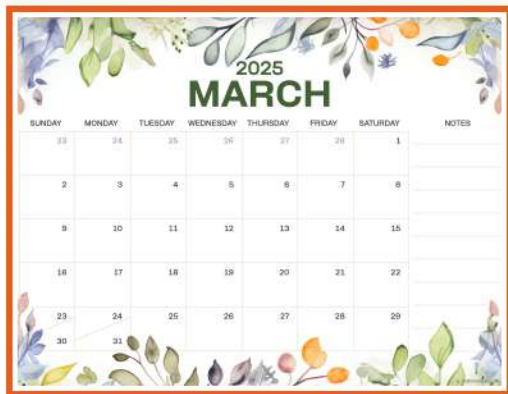 2025
MARCH
SUNDAY MONDAY TUESDAY WEDNESDAY THURSDAY FRIDAY SATURDAY NOTES
23 24 25 26 27 28 1
2 3 4 5 6 7 8
9 10 11 12 13 14 15
16 17 18 19 20 21 22
23 24 25 26 27 28 29
30 31